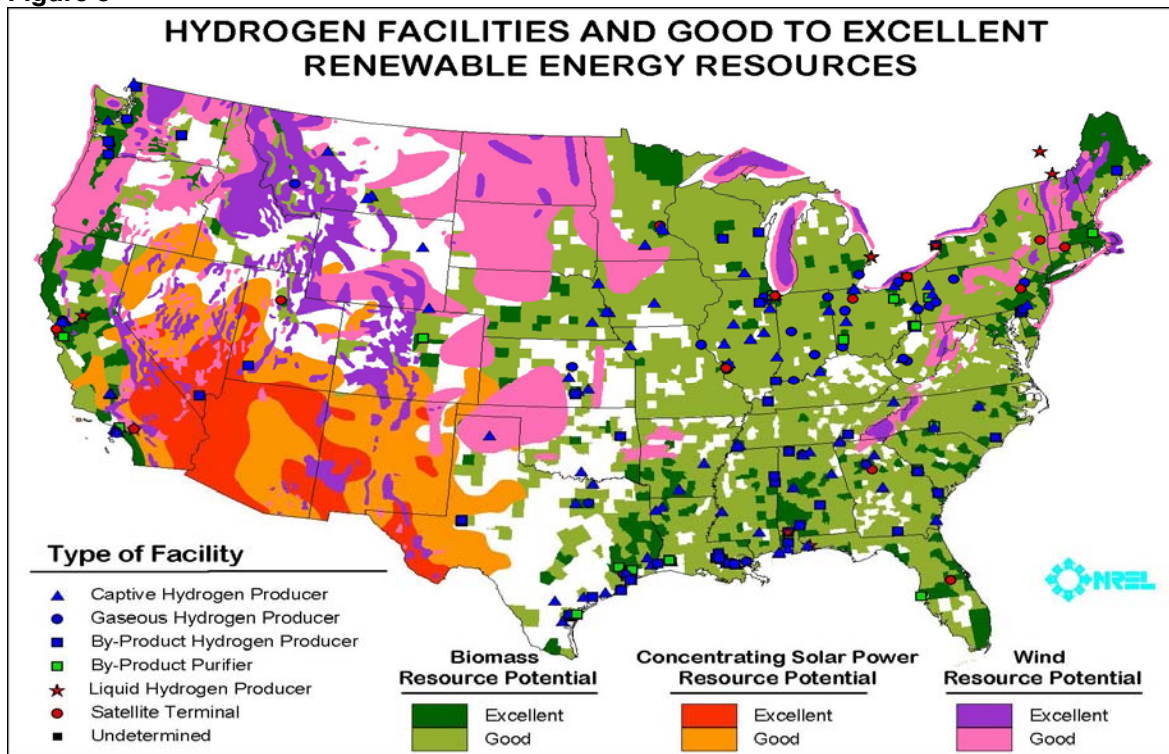 Figure 3
HYDROGEN FACILITIES AND GOOD TO EXCELLENT
RENEWABLE ENERGY RESOURCES
Type of Facility
Captive Hydrogen Producer
Gaseous Hydrogen Producer
By-Product Hydrogen Producer
By-Product Purifier
Liquid Hydrogen Producer
Satellite Terminal
Undetermined
Biomass
Resource Potential
Excellent
Good
Concentrating Solar Power
Resource Potential
Excellent
Good
Wind
Resource Potential
Excellent
Good
NREL